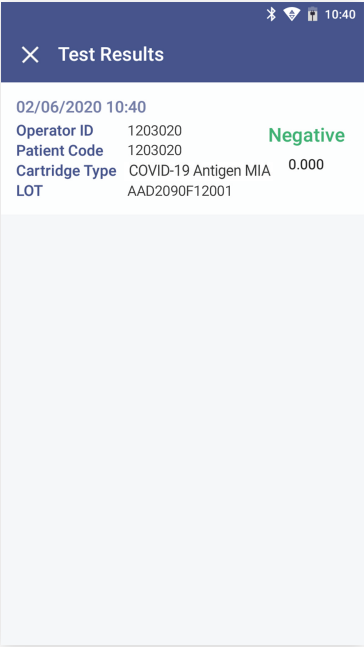 10:40
Test Results
02/06/2020 10:40
Operator ID 1203020
Negative
Patient Code 1203020
Cartridge Type COVID-19 Antigen MIA 0.000
LOT AAD2090F12001